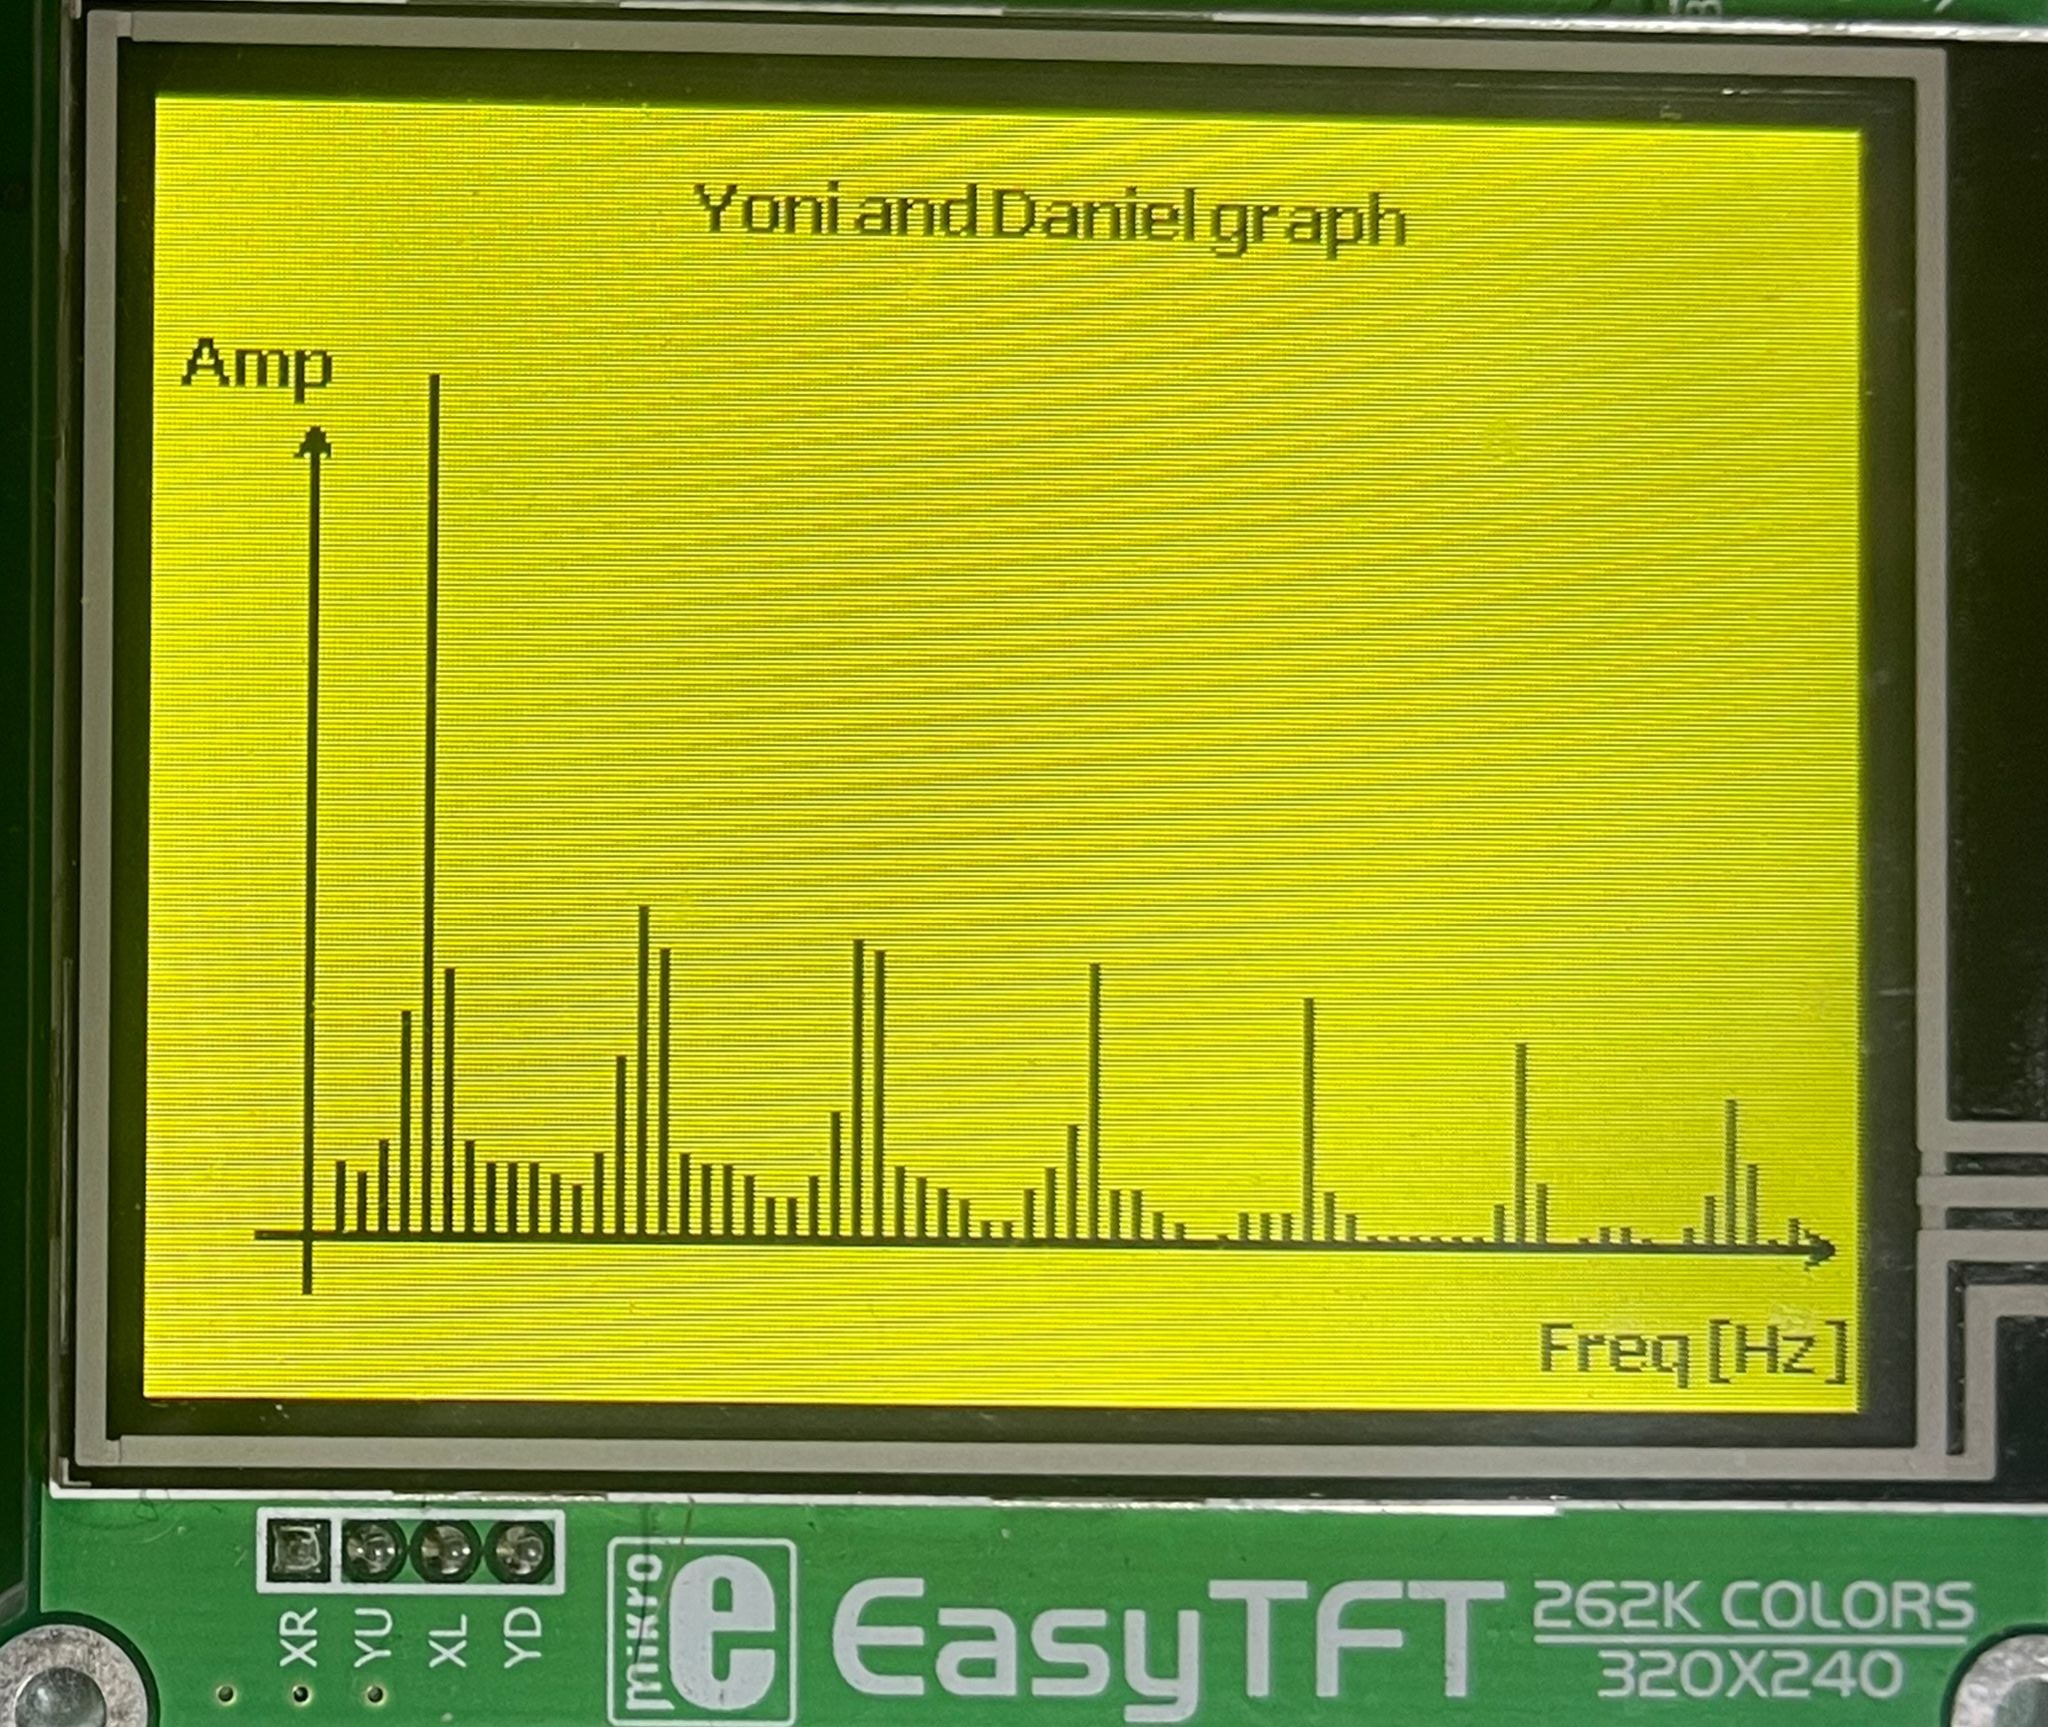 Yoni and Daniel graph
Amp
Freq [Hz]
XR
YU
XL
YD
mikro
e
EasyTFT
262K COLORS
320X240